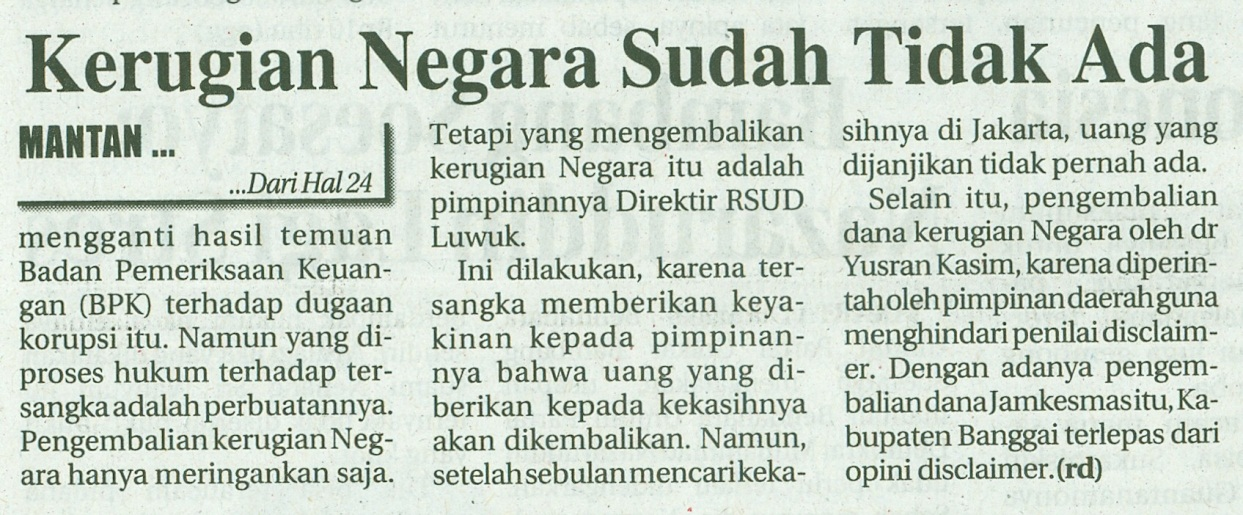 Kerugian Negara Sudah Tidak Ada
MANTAN ...
...Dari Hal 24
mengganti hasil temuan
Badan Pemeriksaan Keuan-
gan (BPK) terhadap dugaan
korupsi itu. Namun yang di-
proses hukum terhadap ter-
sangka adalah perbuatannya.
Pengembalian kerugian Neg-
ara hanya meringankan saja.
Tetapi yang mengembalikan
kerugian Negara itu adalah
pimpinannya Direktir RSUD
Luwuk.
Ini dilakukan, karena ter-
sangka memberikan keya-
kinan kepada pimpinan-
nya bahwa uang yang di-
berikan kepada kekasihnya
akan dikembalikan. Namun,
setelah sebulan mencari keka-
sihnya di Jakarta, uang yang
dijanjikan tidak pernah ada.
Selain itu, pengembalian
dana kerugian Negara oleh dr
Yusran Kasim, karena diperin-
tah oleh pimpinan daerah guna
menghindari penilai disclaim-
er. Dengan adanya pengem-
balian dana Jamkesmas itu, Ka-
bupaten Banggai terlepas dari
opini disclaimer.(rd)